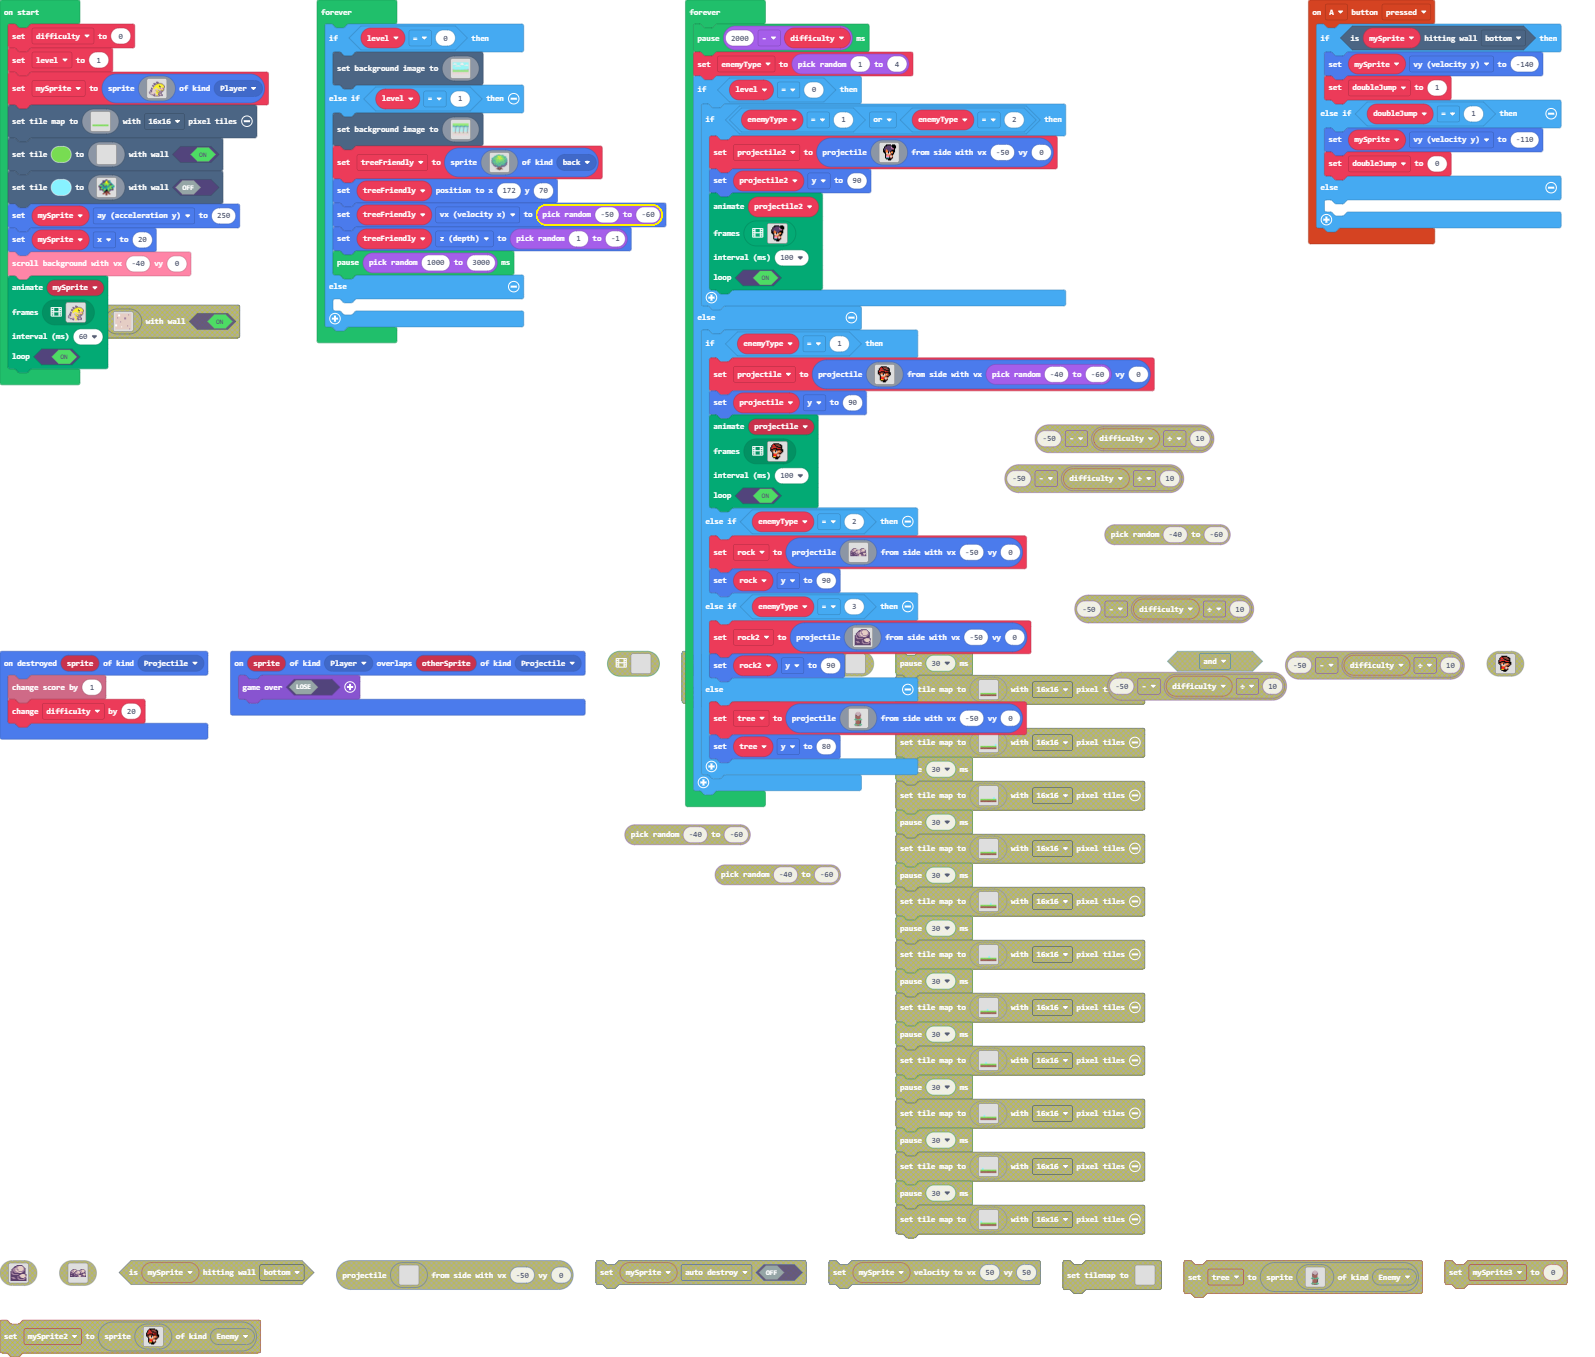 on start
set difficulty to 0
set level to 1
set mySprite to sprite of kind Player
set tile map to with 16x16 pixel tiles
set tile to with wall ON
set tile to with wall OFF
set mySprite ay (acceleration y) to 250
set mySprite x to 20
scroll background with vx -40 vy 0
animate mySprite
frames
interval (ms) 60
loop ON
with wall ON
forever
if level = 0 then
set background image to
else if level = 1 then
set background image to
set treeFriendly to sprite of kind back
set treeFriendly position to x 172 y 70
set treeFriendly vx (velocity x) to pick random -50 to -60
set treeFriendly z (depth) to pick random 1 to -1
pause pick random 1000 to 3000 ms
else
forever
pause 2000 - difficulty ms
set enemyType to pick random 1 to 4
if level = 0 then
if enemyType = 1 or enemyType = 2 then
set projectile2 to projectile from side with vx -50 vy 0
set projectile2 y to 90
animate projectile2
frames
interval (ms) 100
loop ON
else
if enemyType = 1 then
set projectile to projectile from side with vx pick random -40 to -60 vy 0
set projectile y to 90
animate projectile
frames
interval (ms) 100
loop ON
else if enemyType = 2 then
set rock to projectile from side with vx -50 vy 0
set rock y to 90
else if enemyType = 3 then
set rock2 to projectile from side with vx -50 vy 0
set rock2 y to 90
else
set tree to projectile from side with vx -50 vy 0
set tree y to 80
on A button pressed
if is mySprite hitting wall bottom then
set mySprite vy (velocity y) to -140
set doubleJump to 1
else if doubleJump = 1 then
set mySprite vy (velocity y) to -110
set doubleJump to 0
else
-50 - difficulty ÷ 10
-50 - difficulty ÷ 10
pick random -40 to -60
-50 - difficulty ÷ 10
and
-50 - difficulty ÷ 10
-50 - difficulty ÷ 10
on destroyed sprite of kind Projectile
change score by 1
change difficulty by 20
on sprite of kind Player overlaps otherSprite of kind Projectile
game over LOSE
pause 30 ms
tile map to with 16x16 pixel tiles
set tile map to with 16x16 pixel tiles
30 ms
set tile map to with 16x16 pixel tiles
pause 30 ms
set tile map to with 16x16 pixel tiles
pause 30 ms
set tile map to with 16x16 pixel tiles
pause 30 ms
set tile map to with 16x16 pixel tiles
pause 30 ms
set tile map to with 16x16 pixel tiles
pause 30 ms
set tile map to with 16x16 pixel tiles
pause 30 ms
set tile map to with 16x16 pixel tiles
pause 30 ms
set tile map to with 16x16 pixel tiles
pause 30 ms
set tile map to with 16x16 pixel tiles
pick random -40 to -60
pick random -40 to -60
is mySprite hitting wall bottom
projectile from side with vx -50 vy 0
set mySprite auto destroy OFF
set mySprite velocity to vx 50 vy 50
set tilemap to
set tree to sprite of kind Enemy
set mySprite3 to 0
set mySprite2 to sprite of kind Enemy